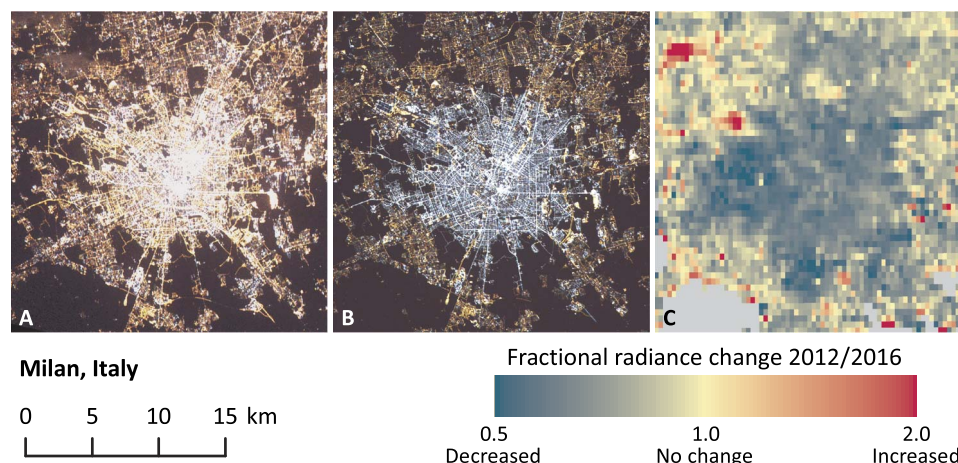 A
B
C
Milan, Italy
0 5 10 15 km
Fractional radiance change 2012/2016
0.5 1.0 2.0
Decreased No change Increased